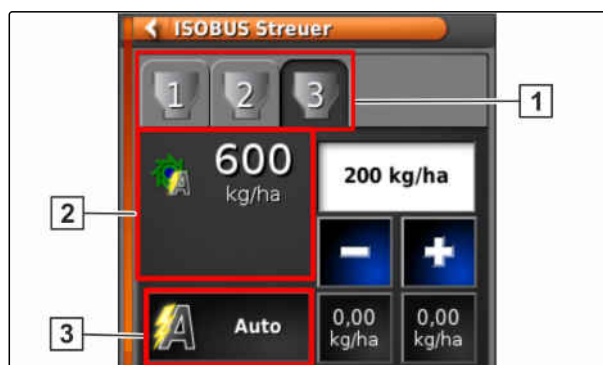 ISOBUS Streuer
1 2 3
1
600
kg/ha
200 kg/ha
2
- +
3
A Auto
0,00
kg/ha
0,00
kg/ha